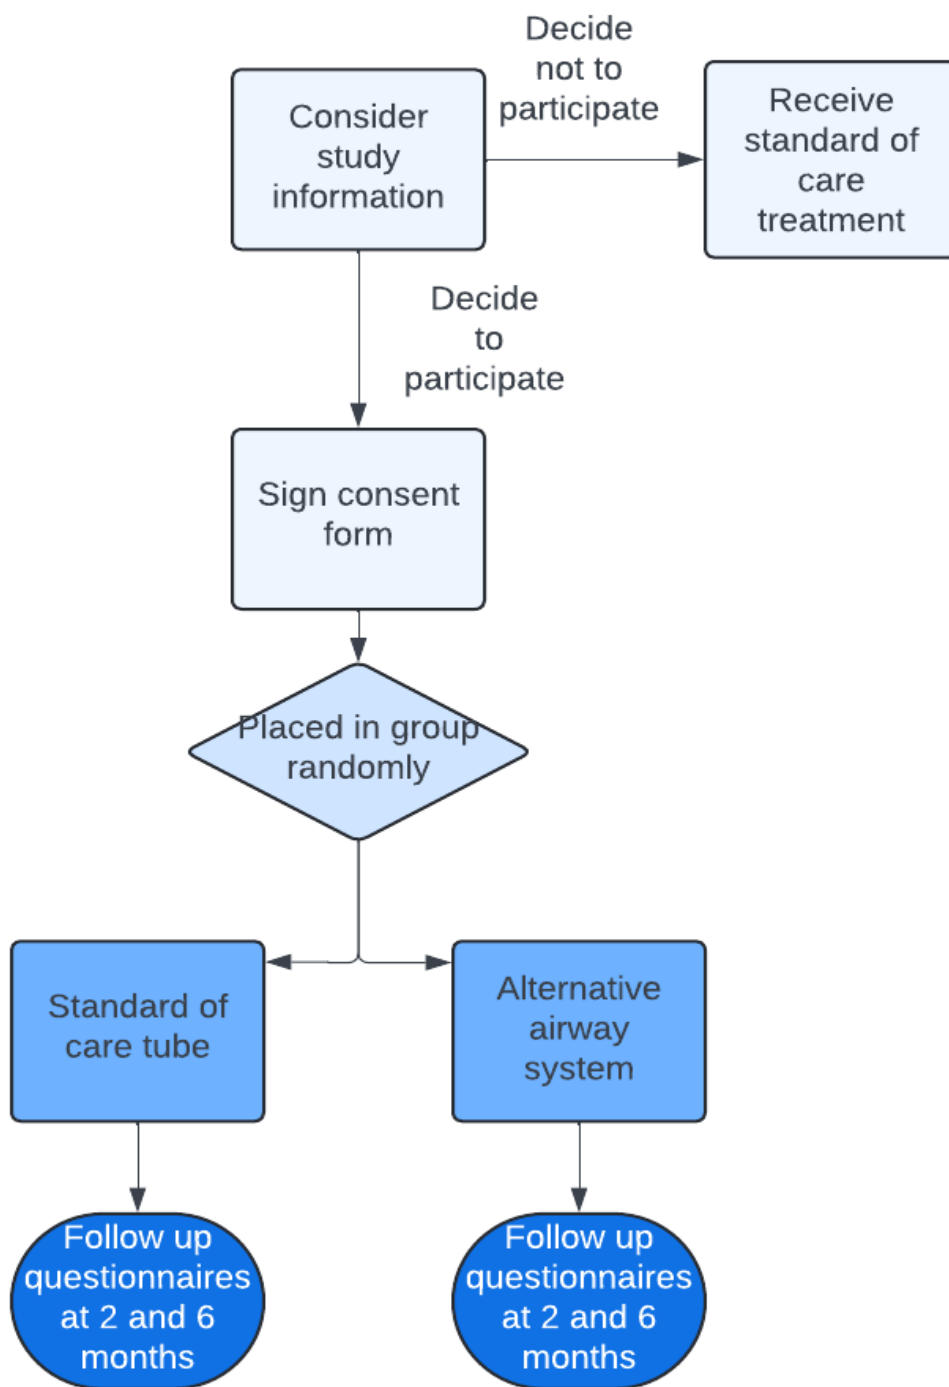 Decide
not to
participate
Consider
study
information
Receive
standard of
care
treatment
Decide
to
participate
Sign consent
form
Placed in group
randomly
Standard of
care tube
Alternative
airway
system
Follow up
questionnaires
at 2 and 6
months
Follow up
questionnaires
at 2 and 6
months